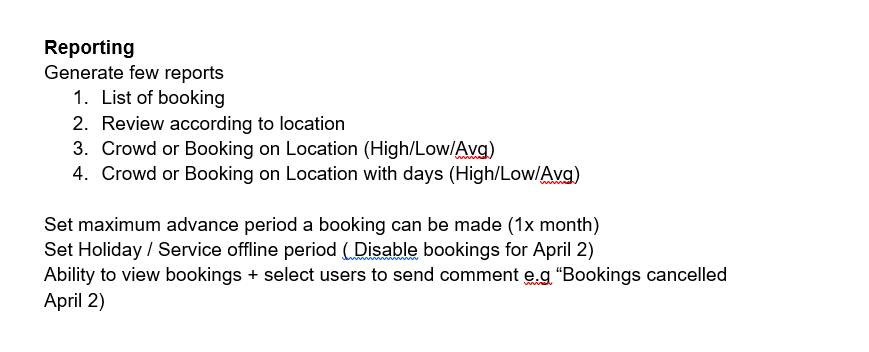 Reporting
Generate few reports
1. List of booking
2. Review according to location
3. Crowd or Booking on Location (High/Low/Avg)
4. Crowd or Booking on Location with days (High/Low/Avg)
Set maximum advance period a booking can be made (1x month)
Set Holiday / Service offline period ( Disable bookings for April 2)
Ability to view bookings + select users to send comment e.g “Bookings cancelled
April 2)